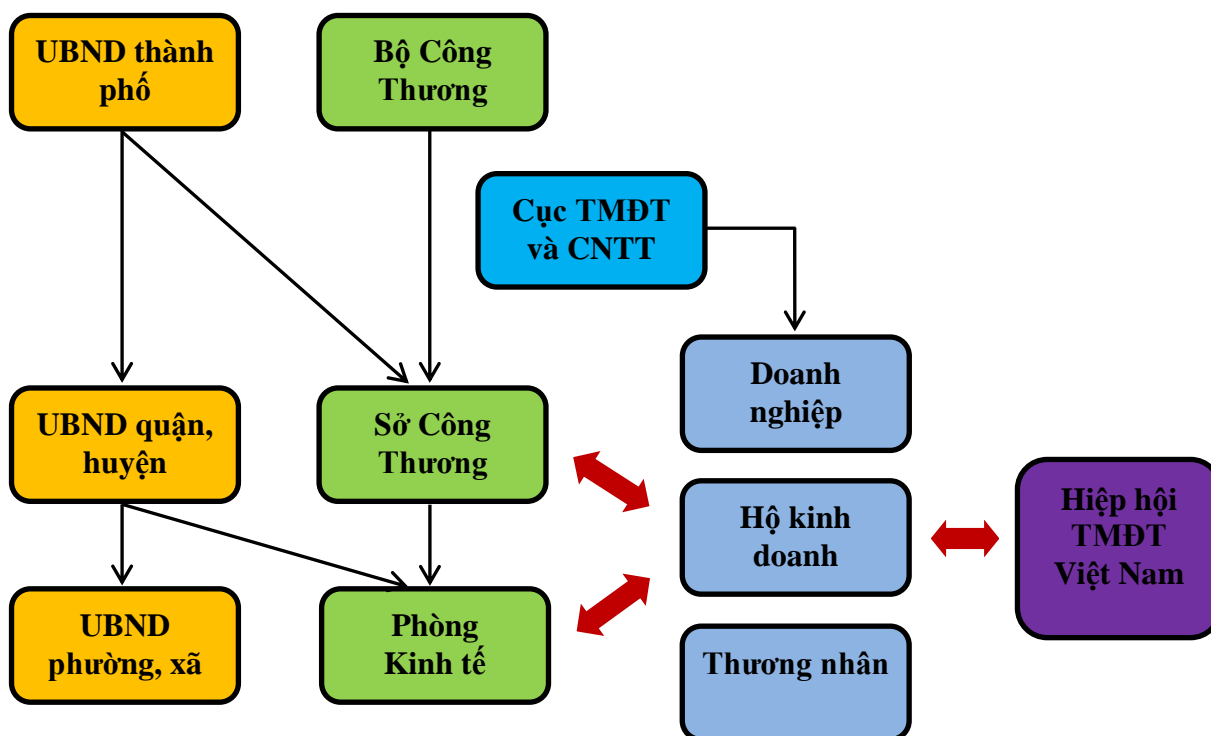 UBND thành
phố
Bộ Công
Thương
Cục TMĐT
và CNTT
Doanh
nghiệp
UBND quận,
huyện
Sở Công
Thương
Hộ kinh
doanh
Hiệp hội
TMĐT
Việt Nam
UBND
phường, xã
Phòng
Kinh tế
Thương nhân